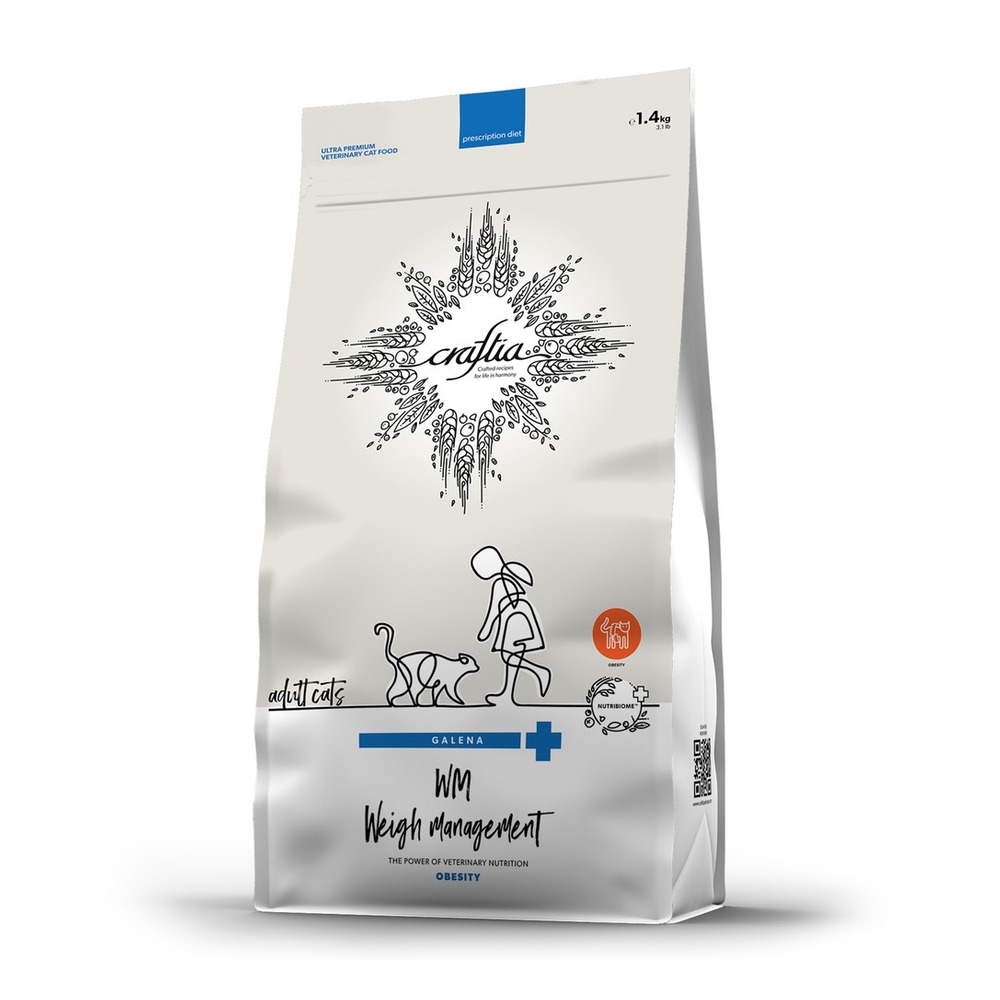 prescription diet
ULTRA PREMIUM
VETERINARY CAT FOOD
e1.4kg
3.1 lb
craftia
Crafted recipes
for life in harmony
adult cats
OBESITY
NUTRIBIOME™
GALENA
WM
Weigh management
THE POWER OF VETERINARY NUTRITION
OBESITY